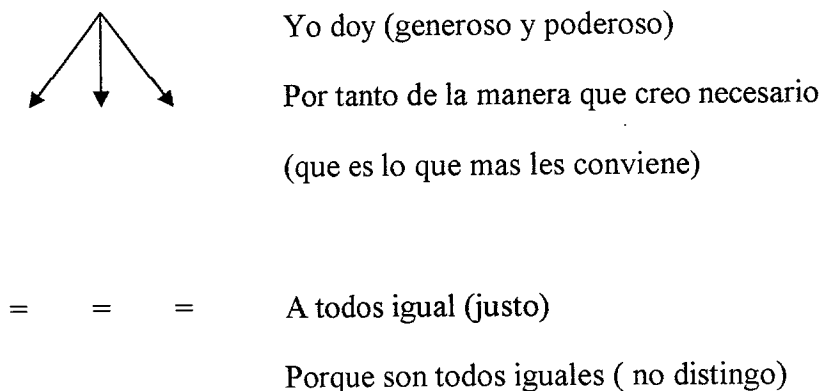 Yo doy (generoso y poderoso)
Por tanto de la manera que creo necesario
(que es lo que mas les conviene)
= = = A todos igual (justo)
Porque son todos iguales ( no distingo)